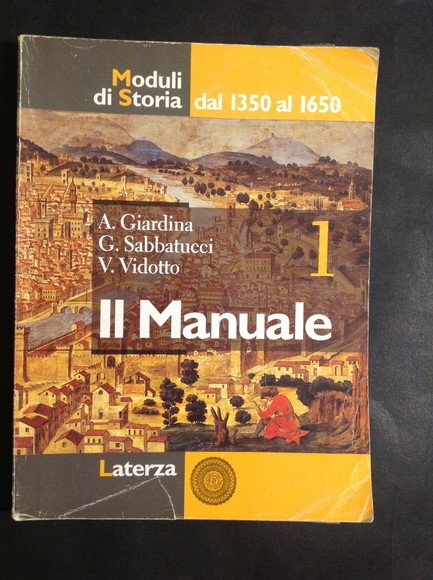 Moduli
di Storia dal 1350 al 1650
A. Giardina
G. Sabbatucci
V. Vidotto
1
Il Manuale
Laterza